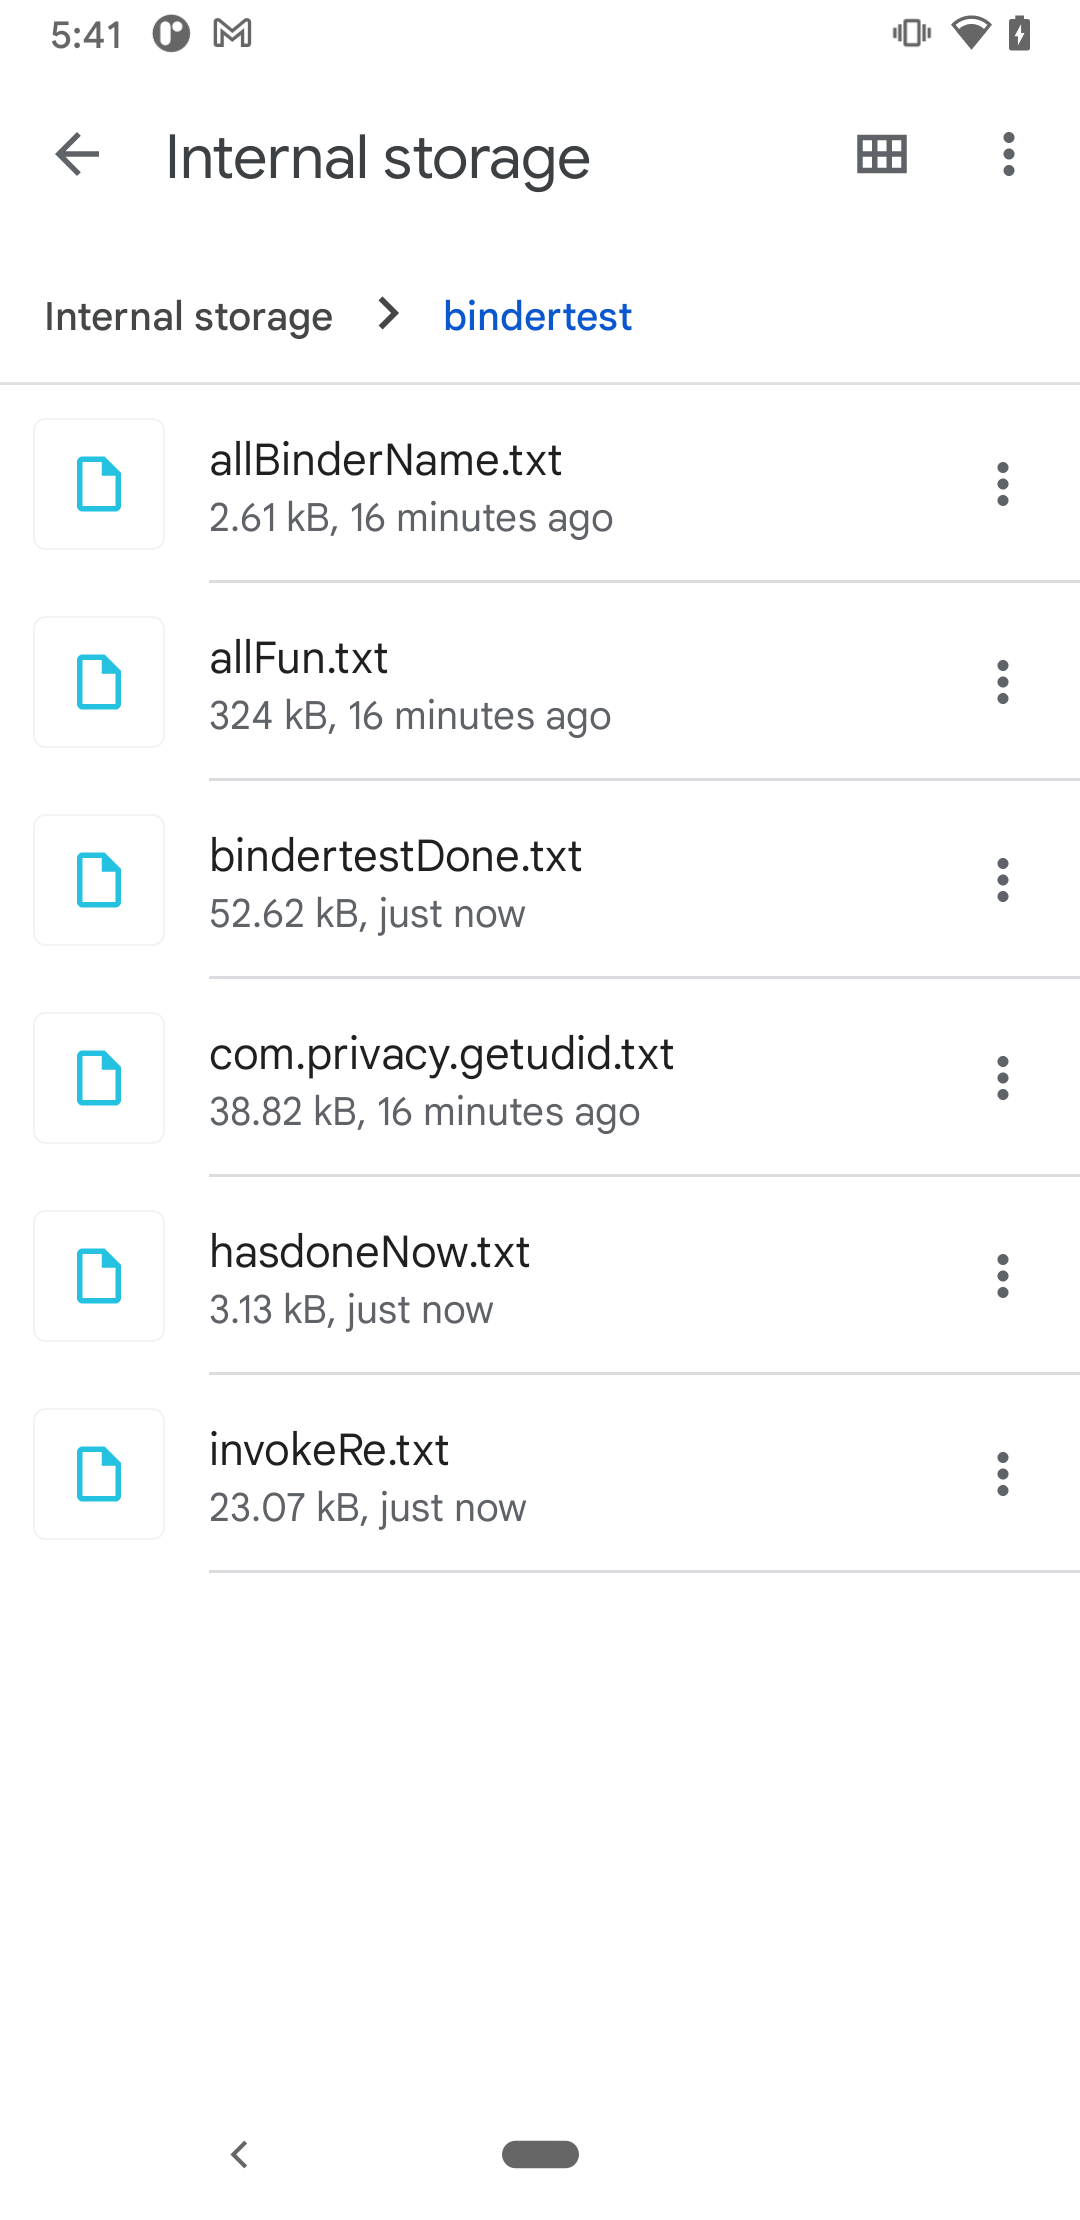 5:41
Internal storage
Internal storage > bindertest
allBinderName.txt
2.61 kB, 16 minutes ago
allFun.txt
324 kB, 16 minutes ago
bindertestDone.txt
52.62 kB, just now
com.privacy.getudid.txt
38.82 kB, 16 minutes ago
hasdoneNow.txt
3.13 kB, just now
invokeRe.txt
23.07 kB, just now